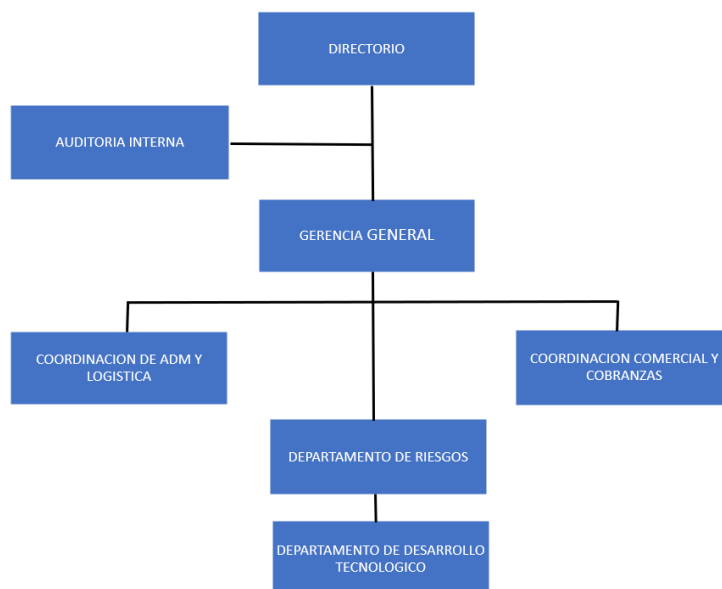 DIRECTORIO
AUDITORIA INTERNA
GERENCIA GENERAL
COORDINACION DE ADM Y
LOGISTICA
COORDINACION COMERCIAL Y
COBRANZAS
DEPARTAMENTO DE RIESGOS
DEPARTAMENTO DE DESARROLLO
TECNOLOGICO